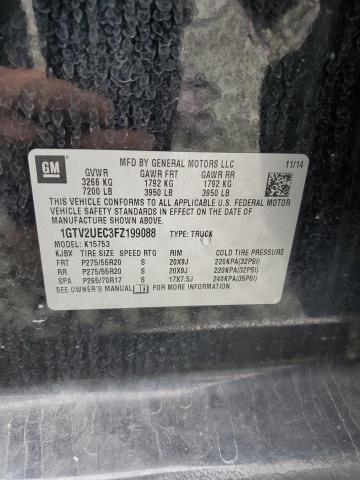 GM
MFD BY GENERAL MOTORS LLC 11/14
GVWR GAWR FRT GAWR RR
3266 KG 1792 KG 1792 KG
7200 LB 3950 LB 3950 LB
THIS VEHICLE CONFORMS TO ALL APPLICABLE U.S. FEDERAL MOTOR
VEHICLE SAFETY STANDARDS IN EFFECT ON THE DATE OF
MANUFACTURE SHOWN ABOVE.
1GTV2UEC3FZ199088 TYPE: TRUCK
MODEL: K15753
KJBX TIRE SIZE SPEED RTG RIM COLD TIRE PRESSURE
FRT P275/55R20 S 20X9J 220KPA(32PSI)
RR P275/55R20 S 20X9J 220KPA(32PSI)
SPA P265/70R17 S 17X7.5J 240KPA(35PSI)
SEE OWNER'S MANUAL FOR MORE INFORMATION.